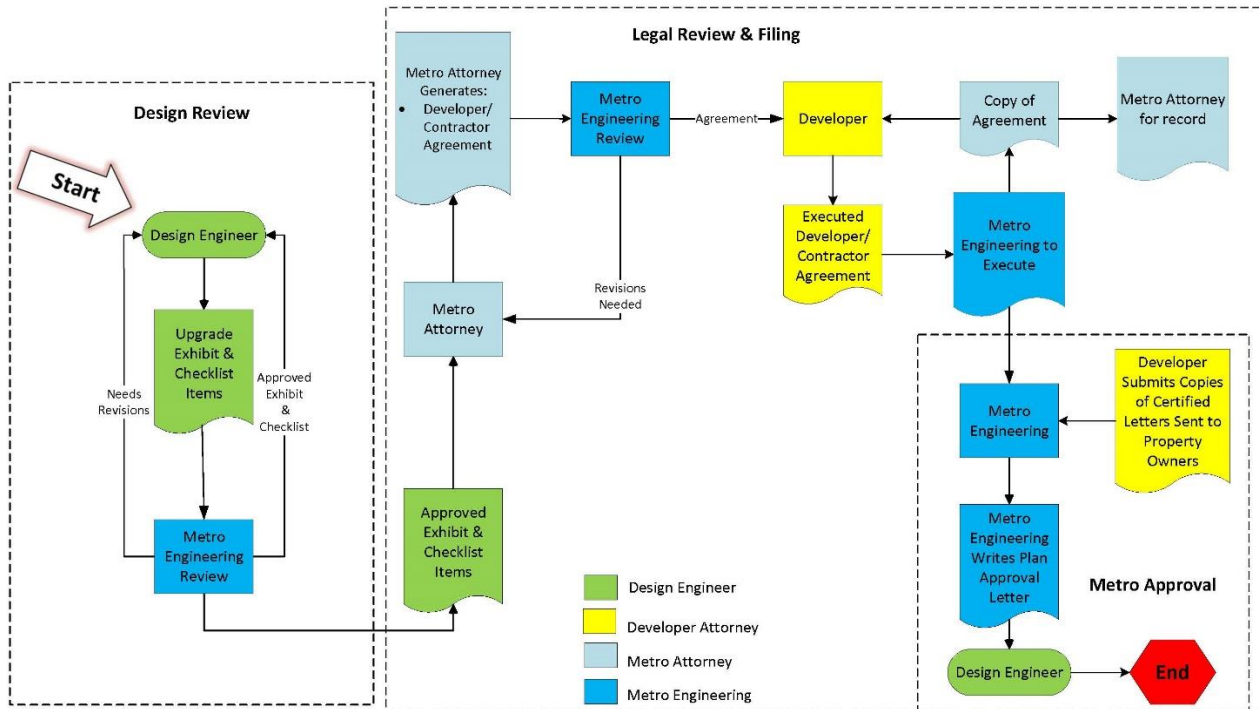 Design Review
Start
Design Engineer
Upgrade
Exhibit &
Checklist
Items
Needs
Revisions
Approved
Exhibit
&
Checklist
Metro
Engineering
Review
Legal Review & Filing
Metro Attorney
Generates:
• Developer/
Contractor
Agreement
Metro
Engineering
Review
Agreement
Developer
Copy of
Agreement
Metro Attorney
for record
Executed
Developer/
Contractor
Agreement
Metro
Engineering to
Execute
Revisions
Needed
Metro
Attorney
Approved
Exhibit &
Checklist
Items
Metro
Engineering
Developer
Submits Copies
of Certified
Letters Sent to
Property
Owners
Metro
Engineering
Writes Plan
Approval
Letter
Metro Approval
Design Engineer
End
Design Engineer
Developer Attorney
Metro Attorney
Metro Engineering